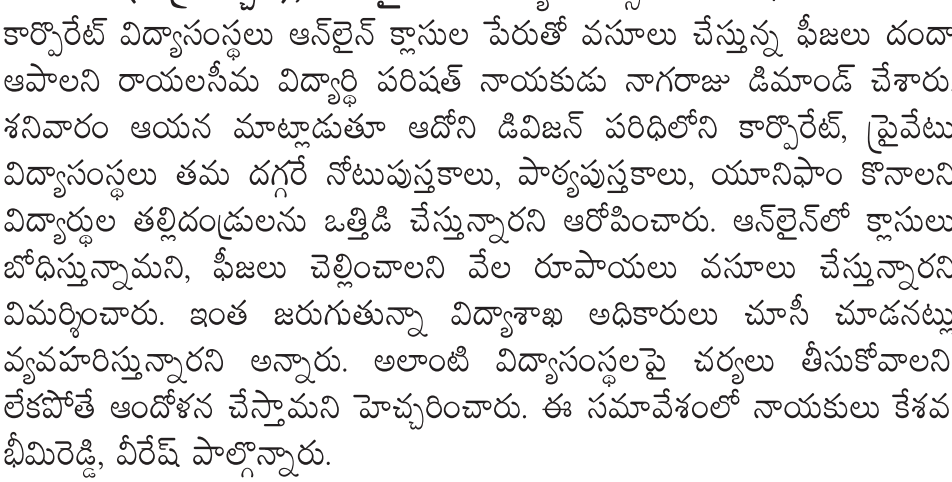 కార్పొరేట్ విద్యాసంస్థలు ఆన్‌లైన్ క్లాసుల పేరుతో వసూలు చేస్తున్న ఫీజలు దందా
ఆపాలని రాయలసీమ విద్యార్థి పరిషత్ నాయకుడు నాగరాజు డిమాండ్ చేశారు.
శనివారం ఆయన మాట్లాడుతూ ఆదోని డివిజన్ పరిధిలోని కార్పొరేట్, ప్రైవేటు
విద్యాసంస్థలు తమ దగ్గరే నోటుపుస్తకాలు, పాఠ్యపుస్తకాలు, యూనిఫాం కొనాలని
విద్యార్థుల తల్లిదండ్రులను ఒత్తిడి చేస్తున్నారని ఆరోపించారు. ఆన్‌లైన్‌లో క్లాసులు
బోధిస్తున్నామని, ఫీజలు చెల్లించాలని వేల రూపాయలు వసూలు చేస్తున్నారని
విమర్శించారు. ఇంత జరుగుతున్నా విద్యాశాఖ అధికారులు చూసీ చూడనట్లు
వ్యవహరిస్తున్నారని అన్నారు. అలాంటి విద్యాసంస్థలపై చర్యలు తీసుకోవాలని
లేకపోతే ఆందోళన చేస్తామని హెచ్చరించారు. ఈ సమావేశంలో నాయకులు కేశవ
భీమిరెడ్డి, వీరేష్ పాల్గొన్నారు.